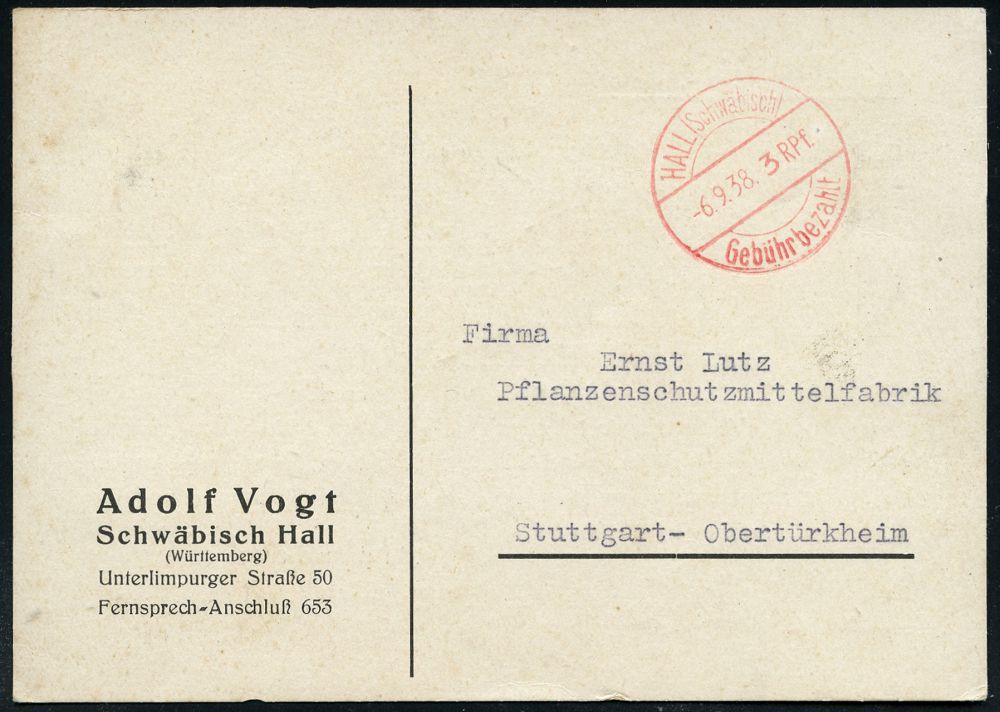 HALL (Schwäbisch)
-6.9.38. 3 RPf.
Gebühr bezahlt
Firma
Ernst Lutz
Pflanzenschutzmittelfabrik
Stuttgart- Obertürkheim
Adolf Vogt
Schwäbisch Hall
(Württemberg)
Unterlimpurger Straße 50
Fernsprech-Anschluß 653